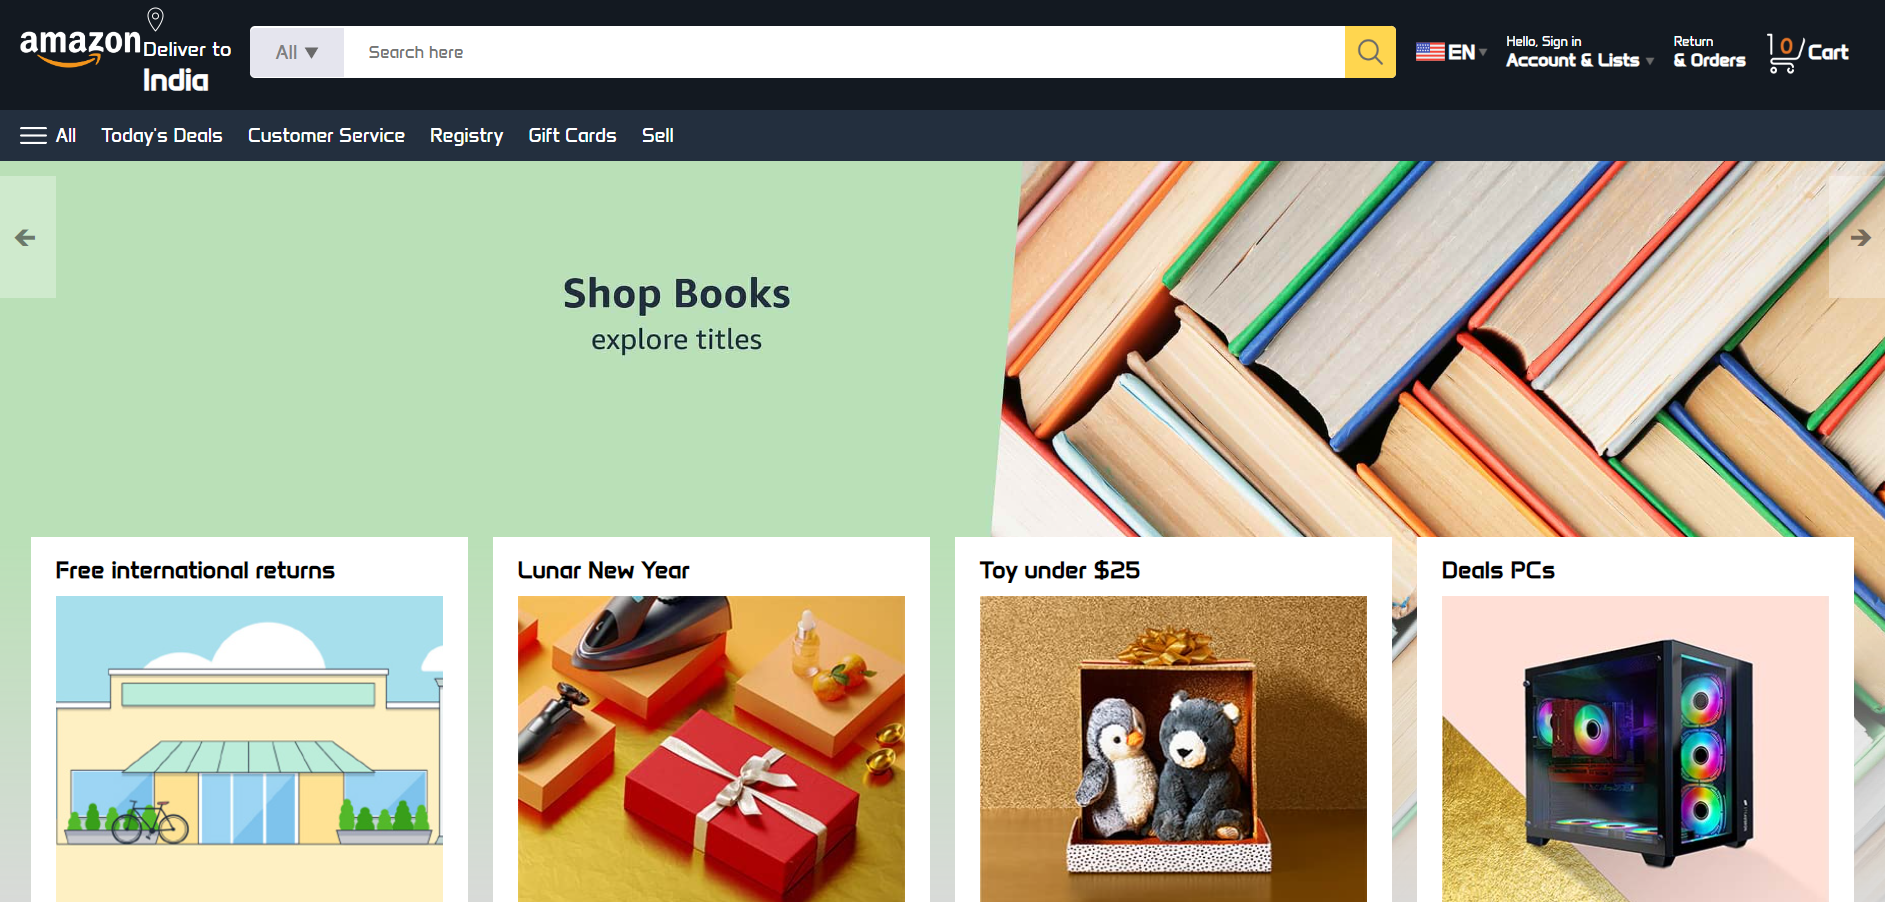 amazon
Deliver to
India
All ▼
Search here
EN
Hello, Sign in
Account & Lists
Return
& Orders
0
Cart
All
Today's Deals
Customer Service
Registry
Gift Cards
Sell
Shop Books
explore titles
Free international returns
Lunar New Year
Toy under $25
Deals PCs